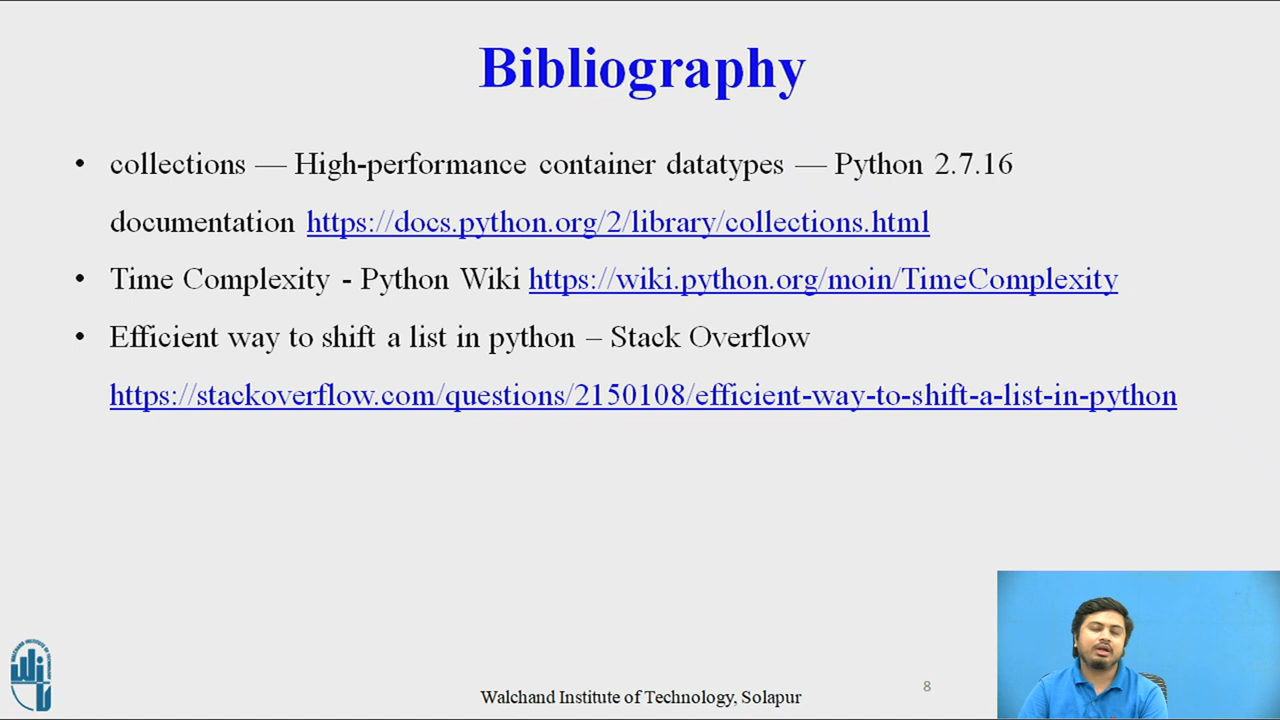 Bibliography
• collections — High-performance container datatypes — Python 2.7.16
documentation https://docs.python.org/2/library/collections.html
• Time Complexity - Python Wiki https://wiki.python.org/moin/TimeComplexity
• Efficient way to shift a list in python – Stack Overflow
https://stackoverflow.com/questions/2150108/efficient-way-to-shift-a-list-in-python
Walchand Institute of Technology, Solapur
8